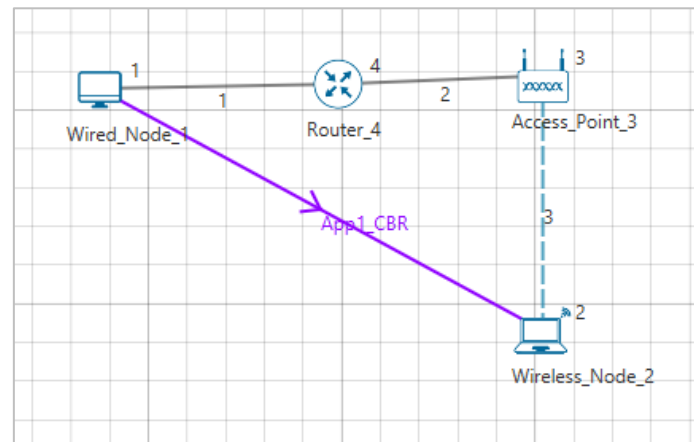 1
4
3
1
2
Wired_Node_1
Router_4
Access_Point_3
3
App1_CBR
2
Wireless_Node_2